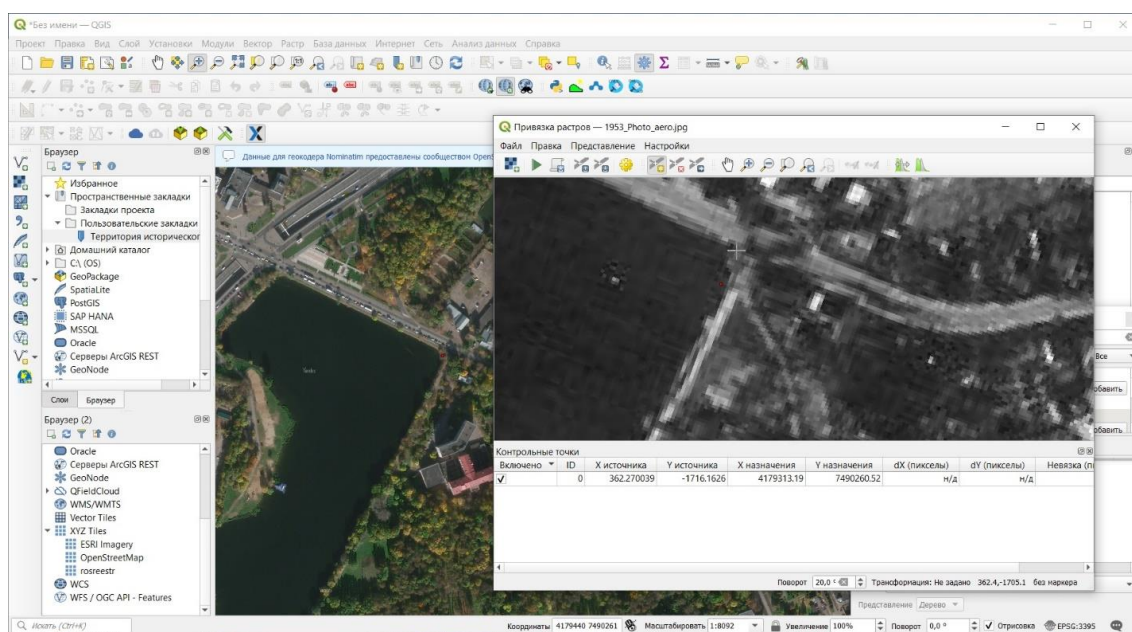 *Без имени — QGIS
Проект Правка Вид Слой Установки Модули Вектор Растр База данных Интернет Сеть Анализ данных Справка
Браузер
Избранное
Пространственные закладки
Закладки проекта
Пользовательские закладки
Территория историческог
Домашний каталог
C:\ (OS)
GeoPackage
SpatiaLite
PostGIS
SAP HANA
MSSQL
Oracle
Серверы ArcGIS REST
GeoNode
Слои Браузер
Браузер (2)
Oracle
Серверы ArcGIS REST
GeoNode
QFieldCloud
WMS/WMTS
Vector Tiles
XYZ Tiles
ESRI Imagery
OpenStreetMap
rosreestr
WCS
WFS / OGC API - Features
Данные для геокодера Nominatim предоставлены сообществом OpenS
Привязка растров — 1953_Photo_aero.jpg
Файл Правка Представление Настройки
Контрольные точки
Включено ID X источника Y источника X назначения Y назначения dX (пикселы) dY (пикселы) Невязка (п
0 362.270039 -1716.1626 4179313.19 7490260.52 н/д н/д
Поворот 20,0 ° Трансформация: Не задано 362.4,-1705.1 без маркера
Все
обавить
обавить
Представление Дерево
Искать (Ctrl+K)
Координаты 4179440 7490261 Масштабировать 1:8092 Увеличение 100% Поворот 0,0 ° Отрисовка EPSG:3395